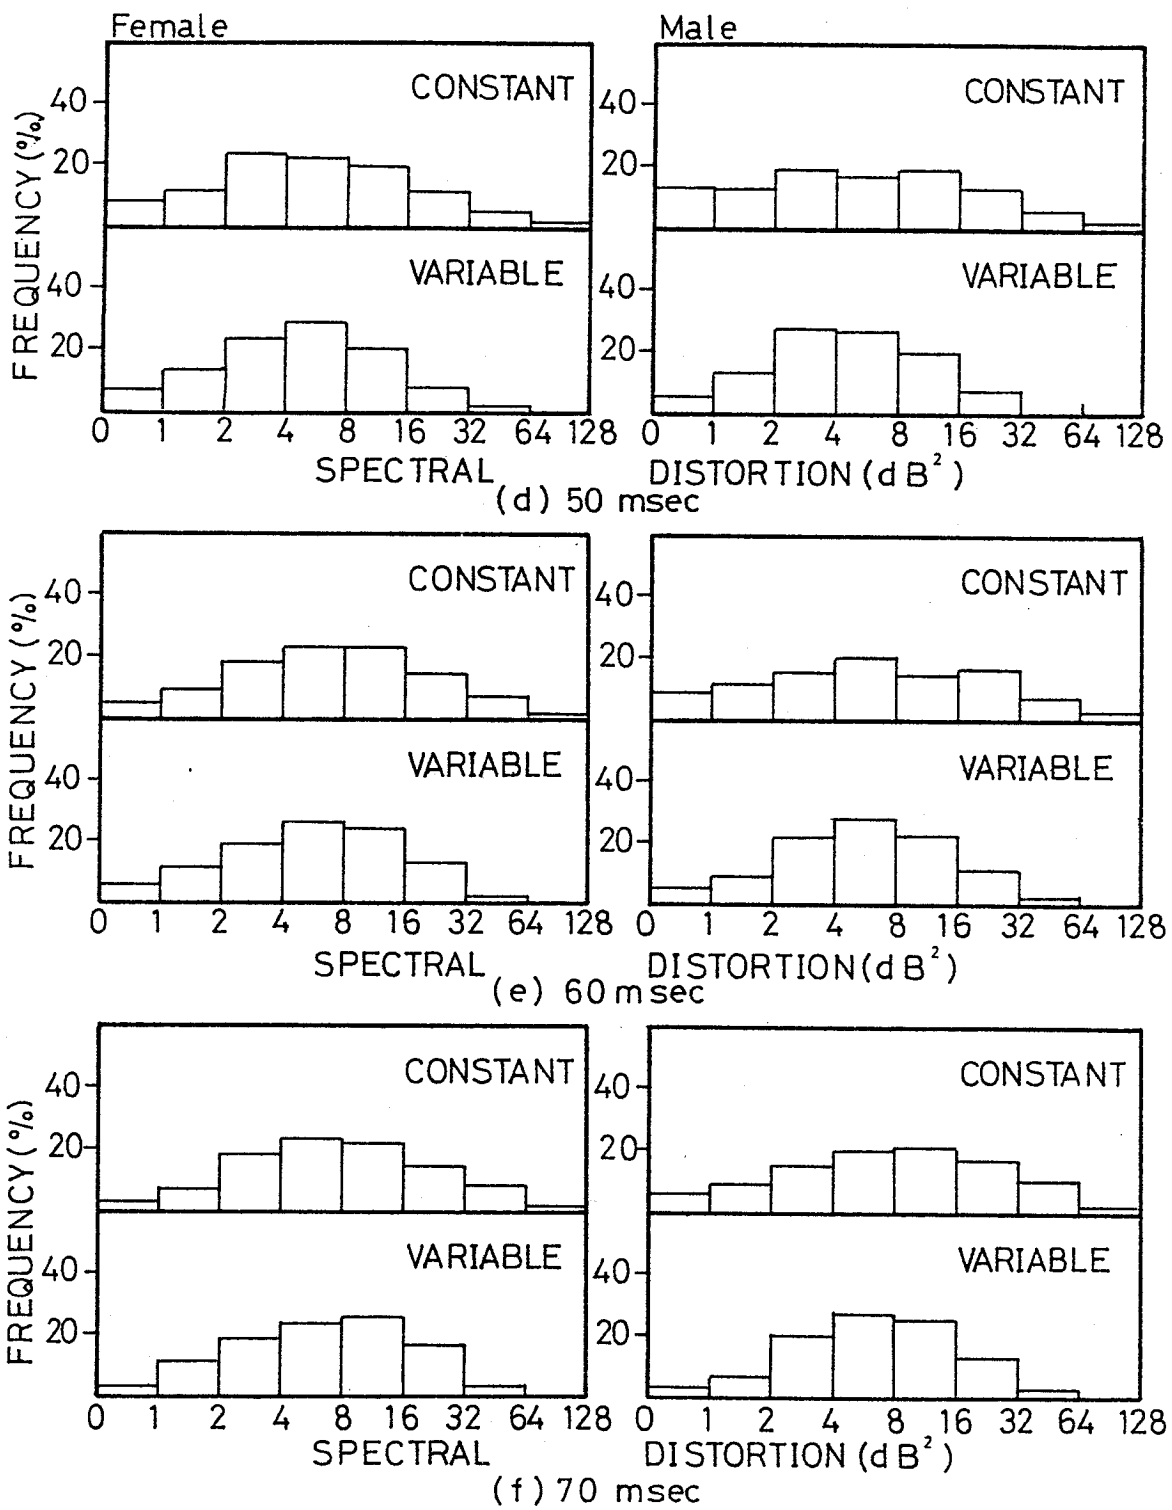 Female Male
CONSTANT CONSTANT
40 40
20 20
FREQUENCY (%)
VARIABLE VARIABLE
40 40
20 20
0 1 2 4 8 16 32 64 128 0 1 2 4 8 16 32 64 128
SPECTRAL DISTORTION (dB²)
(d) 50 msec
CONSTANT CONSTANT
40 40
20 20
FREQUENCY (%)
VARIABLE VARIABLE
40 40
20 20
0 1 2 4 8 16 32 64 128 0 1 2 4 8 16 32 64 128
SPECTRAL DISTORTION (dB²)
(e) 60 msec
CONSTANT CONSTANT
40 40
20 20
FREQUENCY (%)
VARIABLE VARIABLE
40 40
20 20
0 1 2 4 8 16 32 64 128 0 1 2 4 8 16 32 64 128
SPECTRAL DISTORTION (dB²)
(f) 70 msec